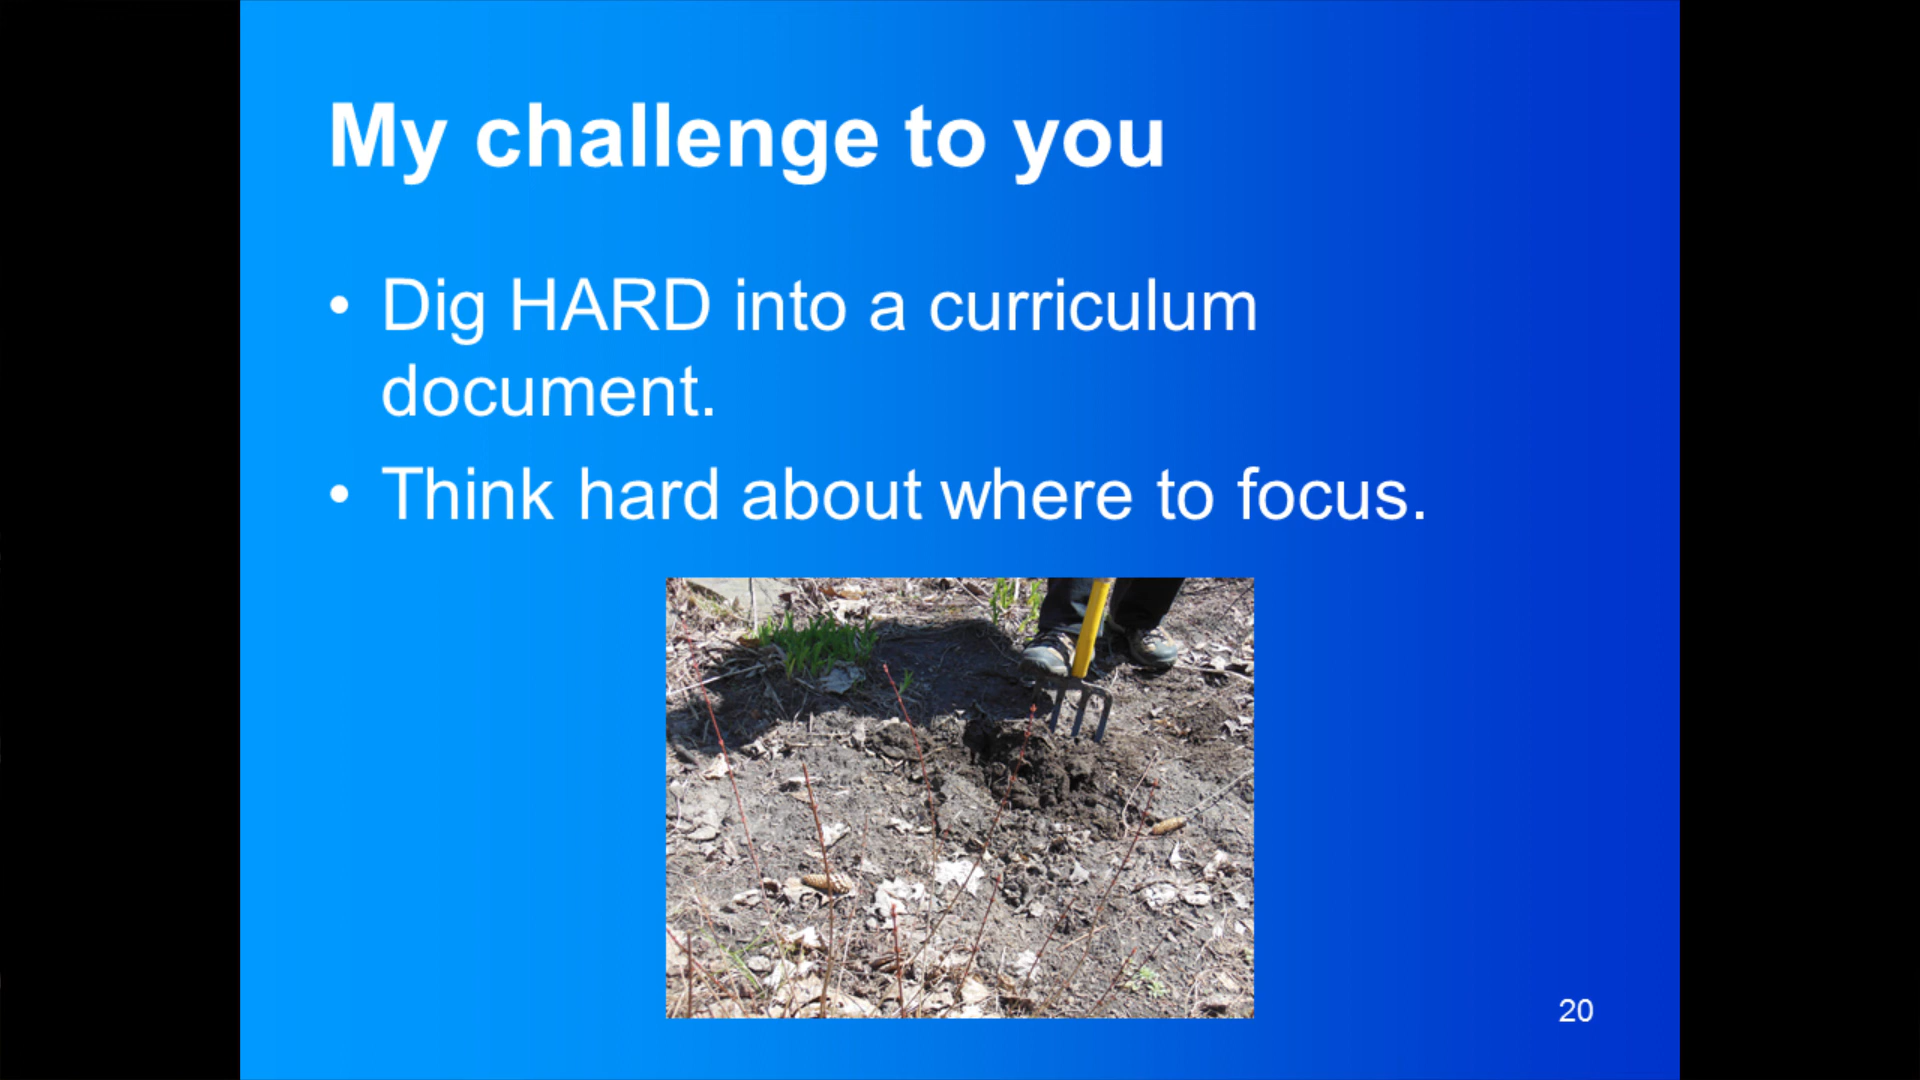 My challenge to you
• Dig HARD into a curriculum
document.
• Think hard about where to focus.
20